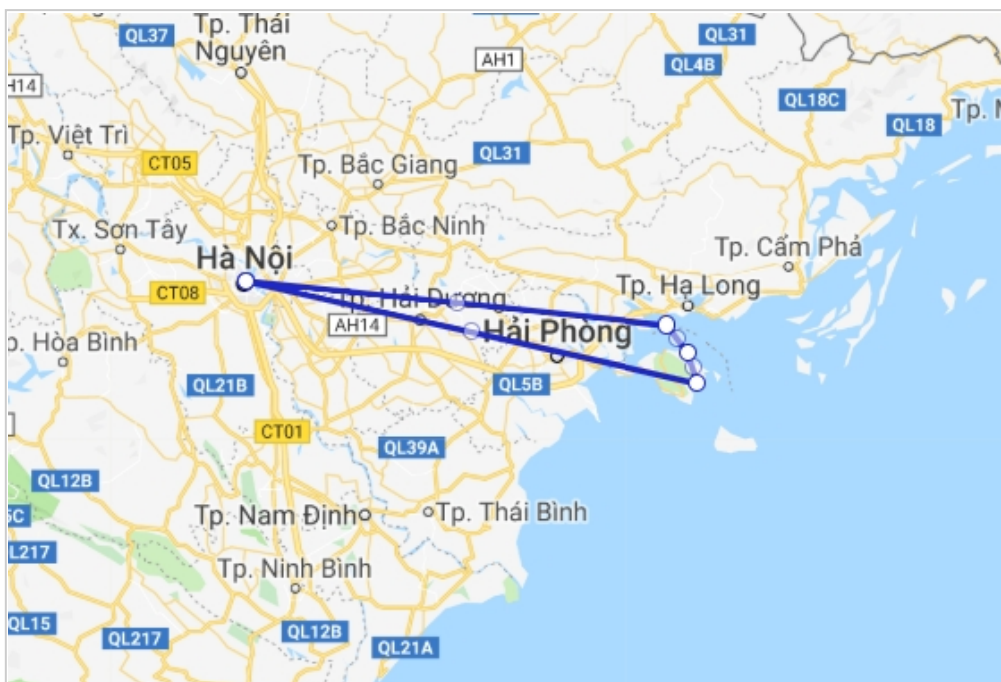 QL37
Tp. Thái
Nguyên
QL31
AH1
QL4B
H14
QL18C
QL18
Tp. Việt Trì
CT05
QL31
Tp. Bắc Giang
Tx. Sơn Tây
Tp. Bắc Ninh
Hà Nội
Tp. Cẩm Phả
CT08
Tp. Hải Dương
Tp. Hạ Long
AH14
Hải Phòng
p. Hòa Bình
QL21B
QL5B
CT01
QL39A
QL12B
5C
Tp. Nam Định
Tp. Thái Bình
L217
Tp. Ninh Bình
QL15
QL217
QL12B
QL21A